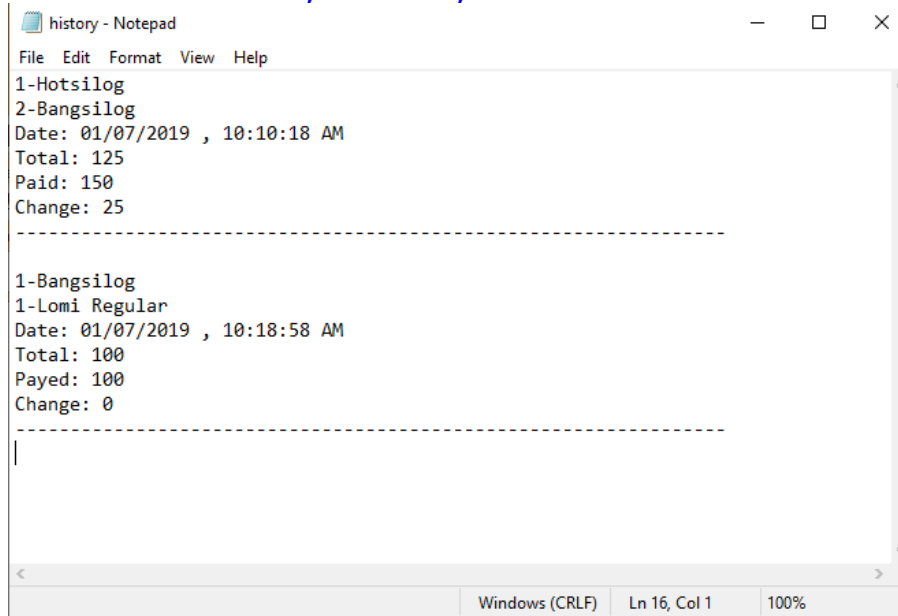 history - Notepad
File Edit Format View Help
1-Hotsilog
2-Bangsilog
Date: 01/07/2019 , 10:10:18 AM
Total: 125
Paid: 150
Change: 25
-----------------------------------------------------------------
1-Bangsilog
1-Lomi Regular
Date: 01/07/2019 , 10:18:58 AM
Total: 100
Payed: 100
Change: 0
-----------------------------------------------------------------
Windows (CRLF) Ln 16, Col 1 100%